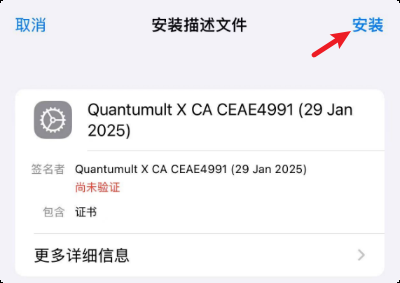 取消 安装描述文件 安装
Quantumult X CA CEAE4991 (29 Jan
2025)
签名者 Quantumult X CA CEAE4991 (29 Jan 2025)
尚未验证
包含 证书
更多详细信息